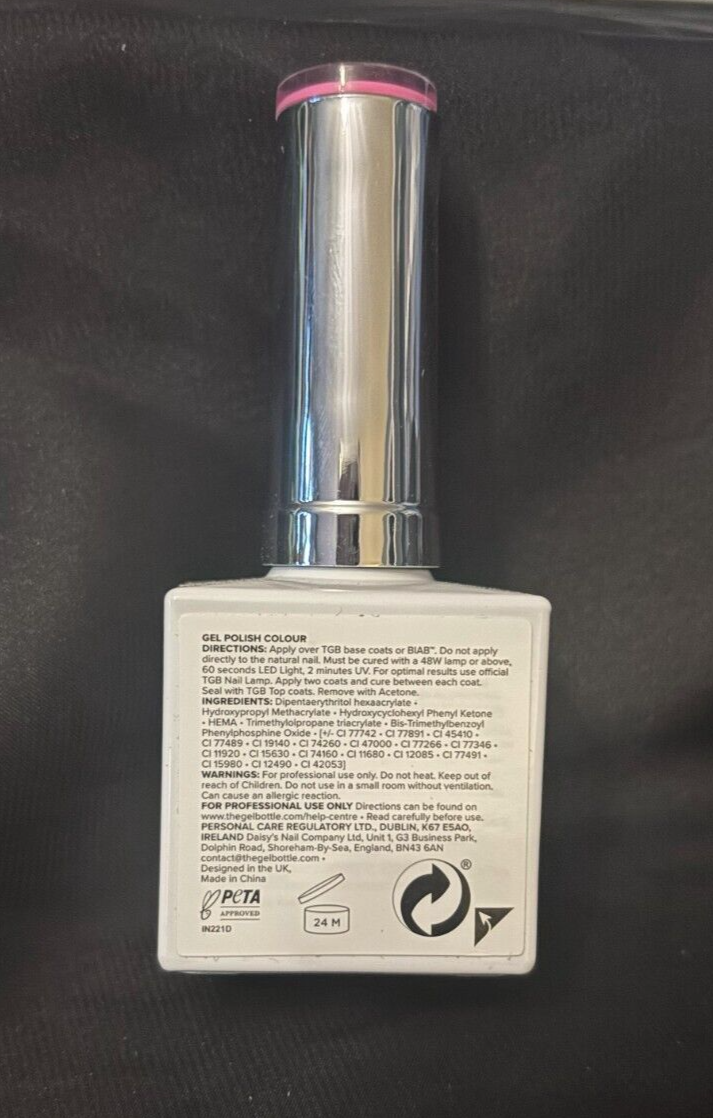 GEL POLISH COLOUR
DIRECTIONS: Apply over TGB base coats or BIAB™. Do not apply
directly to the natural nail. Must be cured with a 48W lamp or above,
60 seconds LED Light, 2 minutes UV. For optimal results use official
TGB Nail Lamp. Apply two coats and cure between each coat.
Seal with TGB Top coats. Remove with Acetone.
INGREDIENTS: Dipentaerythritol hexaacrylate •
Hydroxypropyl Methacrylate • Hydroxycyclohexyl Phenyl Ketone
• HEMA • Trimethylolpropane triacrylate • Bis-Trimethylbenzoyl
Phenylphosphine Oxide • [+/- CI 77742 • CI 77891 • CI 45410 •
CI 77489 • CI 19140 • CI 74260 • CI 47000 • CI 77266 • CI 77346 •
CI 11920 • CI 15630 • CI 74160 • CI 11680 • CI 12085 • CI 77491 •
CI 15980 • CI 12490 • CI 42053]
WARNINGS: For professional use only. Do not heat. Keep out of
reach of Children. Do not use in a small room without ventilation.
Can cause an allergic reaction.
FOR PROFESSIONAL USE ONLY Directions can be found on
www.thegelbottle.com/help-centre • Read carefully before use.
PERSONAL CARE REGULATORY LTD., DUBLIN, K67 E5AO,
IRELAND Daisy's Nail Company Ltd, Unit 1, G3 Business Park,
Dolphin Road, Shoreham-By-Sea, England, BN43 6AN
contact@thegelbottle.com •
Designed in the UK,
Made in China
PETA
APPROVED
24 M
®
IN221D